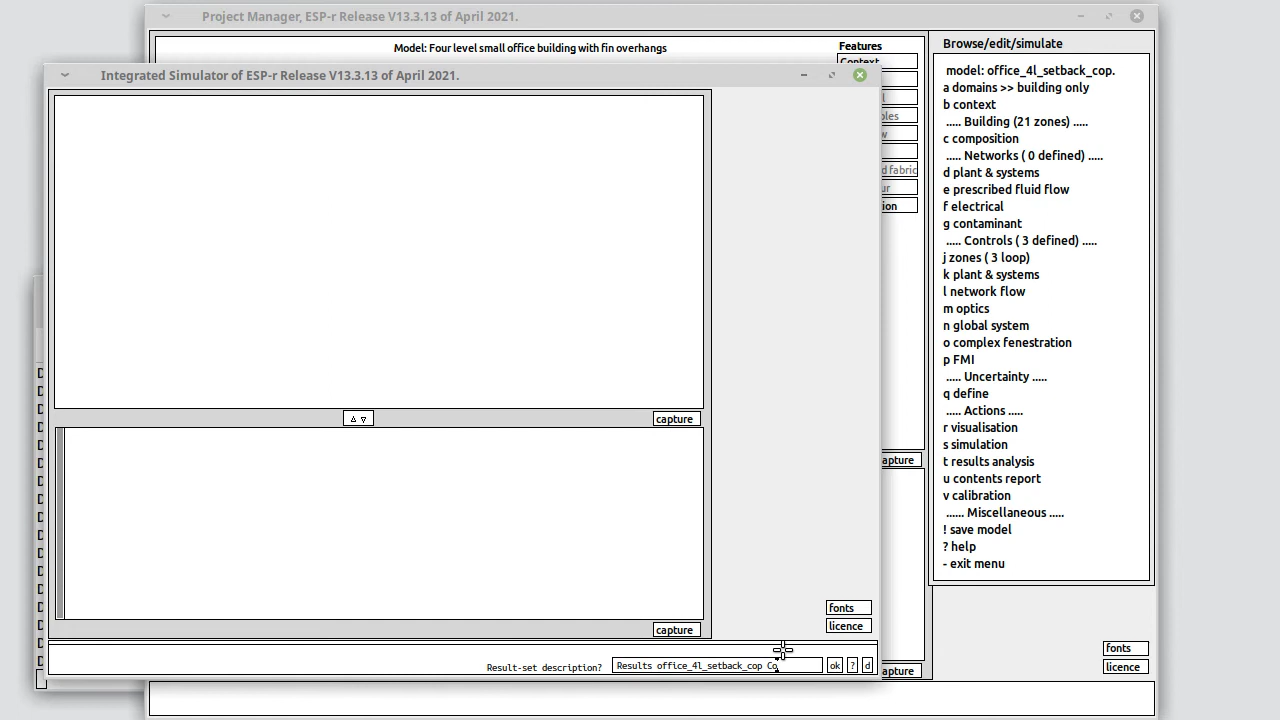 Project Manager, ESP-r Release V13.3.13 of April 2021.
Model: Four level small office building with fin overhangs
Features
Context
Integrated Simulator of ESP-r Release V13.3.13 of April 2021.
d fabric
capture
capture
fonts
licence
Result-set description?
Results office_4l_setback_cop Co
ok
?
d
Browse/edit/simulate
model: office_4l_setback_cop.
a domains >> building only
b context
..... Building (21 zones) .....
c composition
..... Networks ( 0 defined) .....
d plant & systems
e prescribed fluid flow
f electrical
g contaminant
..... Controls ( 3 defined) .....
j zones ( 3 loop)
k plant & systems
l network flow
m optics
n global system
o complex fenestration
p FMI
..... Uncertainty .....
q define
..... Actions .....
r visualisation
s simulation
t results analysis
u contents report
v calibration
...... Miscellaneous .....
! save model
? help
- exit menu
apture
apture
fonts
licence